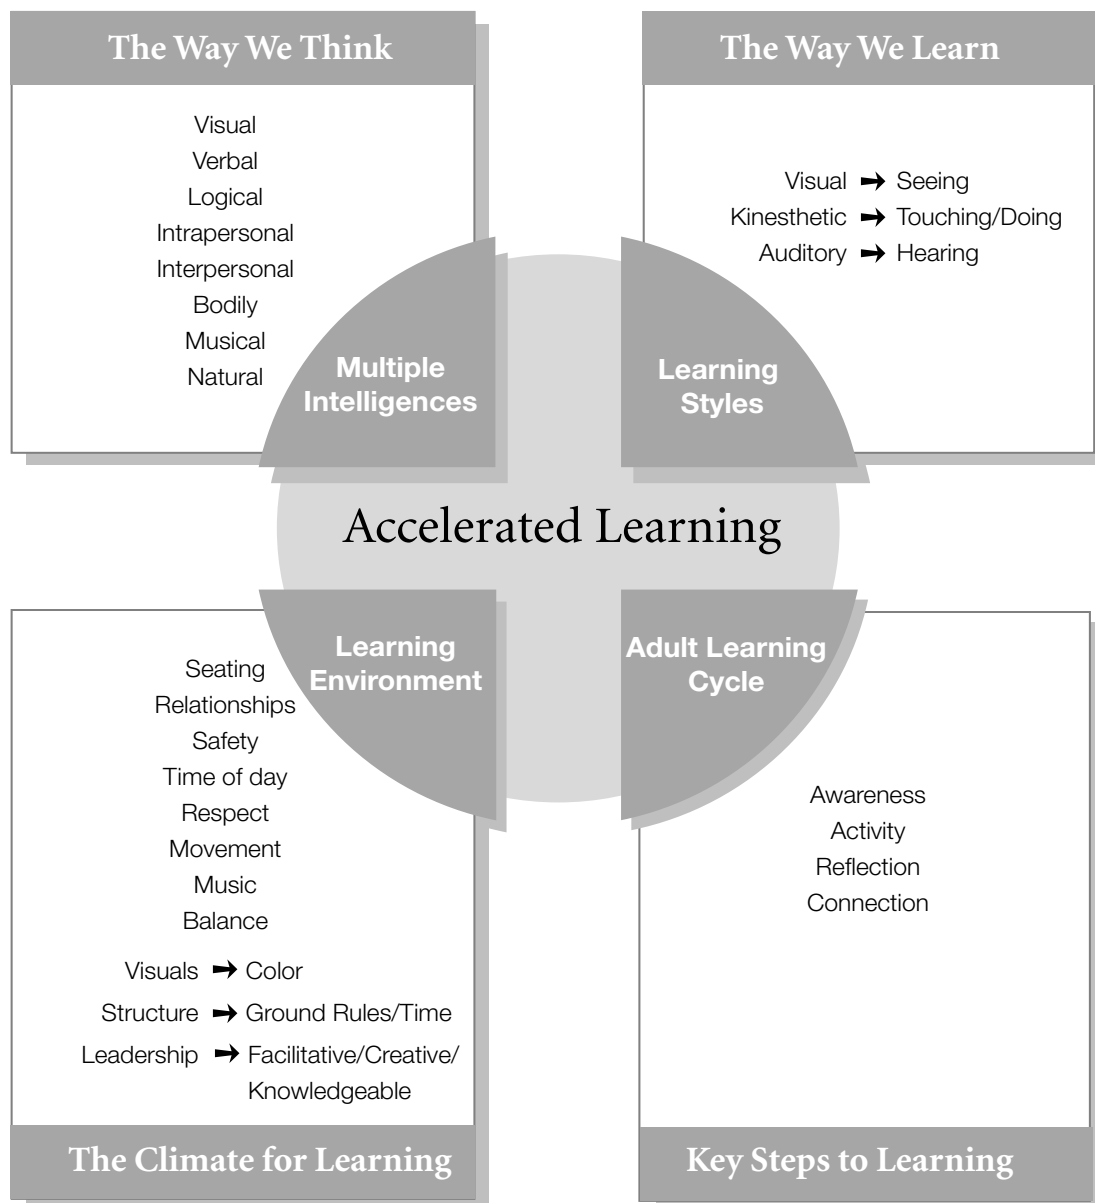 The Way We Think
Visual
Verbal
Logical
Intrapersonal
Interpersonal
Bodily
Musical
Natural
Multiple
Intelligences
The Way We Learn
Visual → Seeing
Kinesthetic → Touching/Doing
Auditory → Hearing
Learning
Styles
Accelerated Learning
Learning
Environment
Seating
Relationships
Safety
Time of day
Respect
Movement
Music
Balance
Visuals → Color
Structure → Ground Rules/Time
Leadership → Facilitative/Creative/
Knowledgeable
The Climate for Learning
Adult Learning
Cycle
Awareness
Activity
Reflection
Connection
Key Steps to Learning